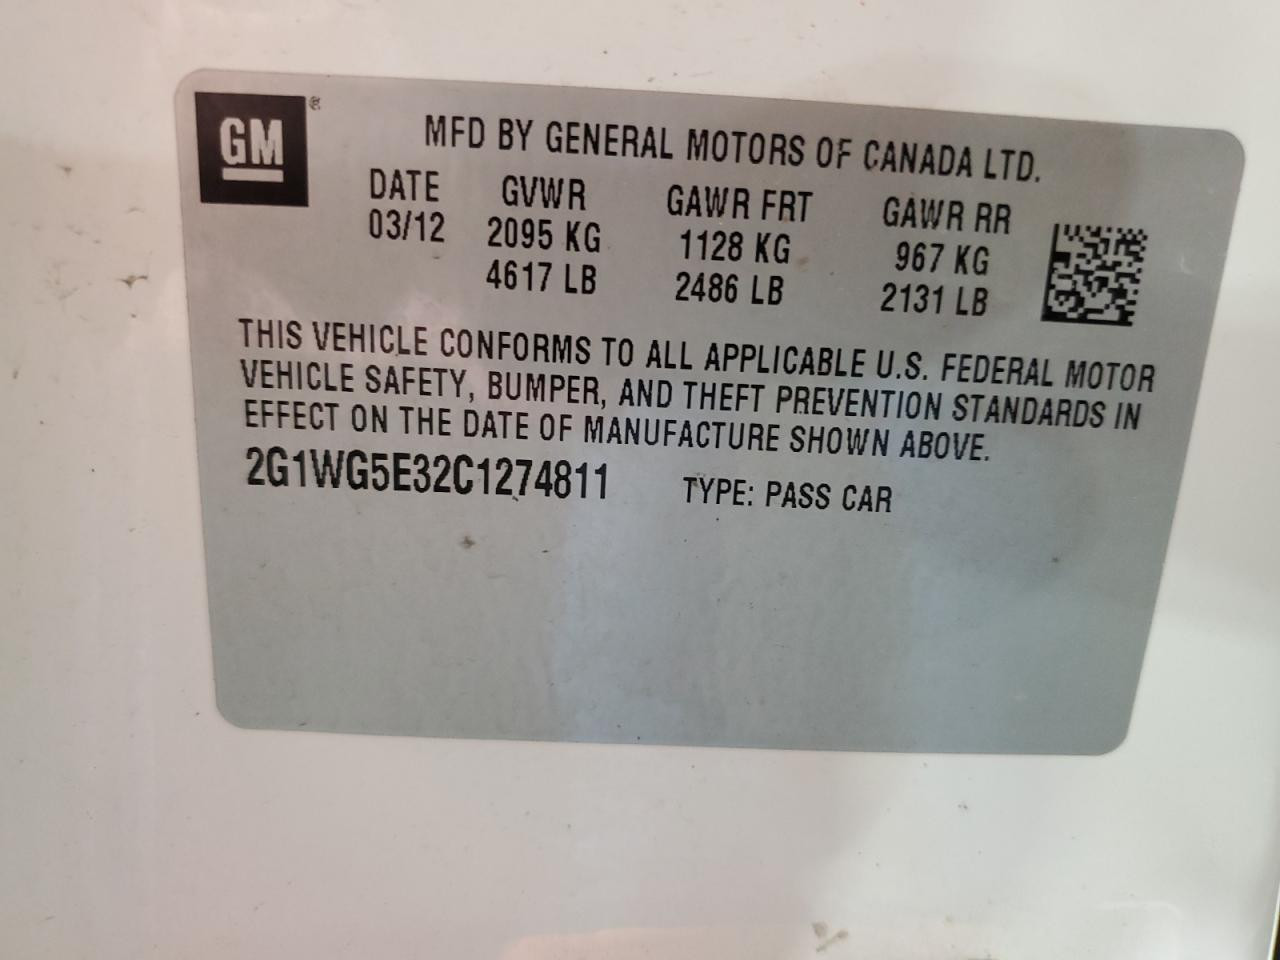 GM ®
MFD BY GENERAL MOTORS OF CANADA LTD.
DATE GVWR GAWR FRT GAWR RR
03/12 2095 KG 1128 KG 967 KG
4617 LB 2486 LB 2131 LB
THIS VEHICLE CONFORMS TO ALL APPLICABLE U.S. FEDERAL MOTOR
VEHICLE SAFETY, BUMPER, AND THEFT PREVENTION STANDARDS IN
EFFECT ON THE DATE OF MANUFACTURE SHOWN ABOVE.
2G1WG5E32C1274811 TYPE: PASS CAR